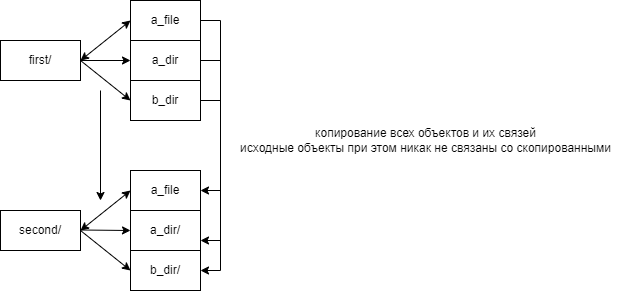 a_file
first/
a_dir
b_dir
копирование всех объектов и их связей
исходные объекты при этом никак не связаны со скопированными
a_file
second/
a_dir/
b_dir/